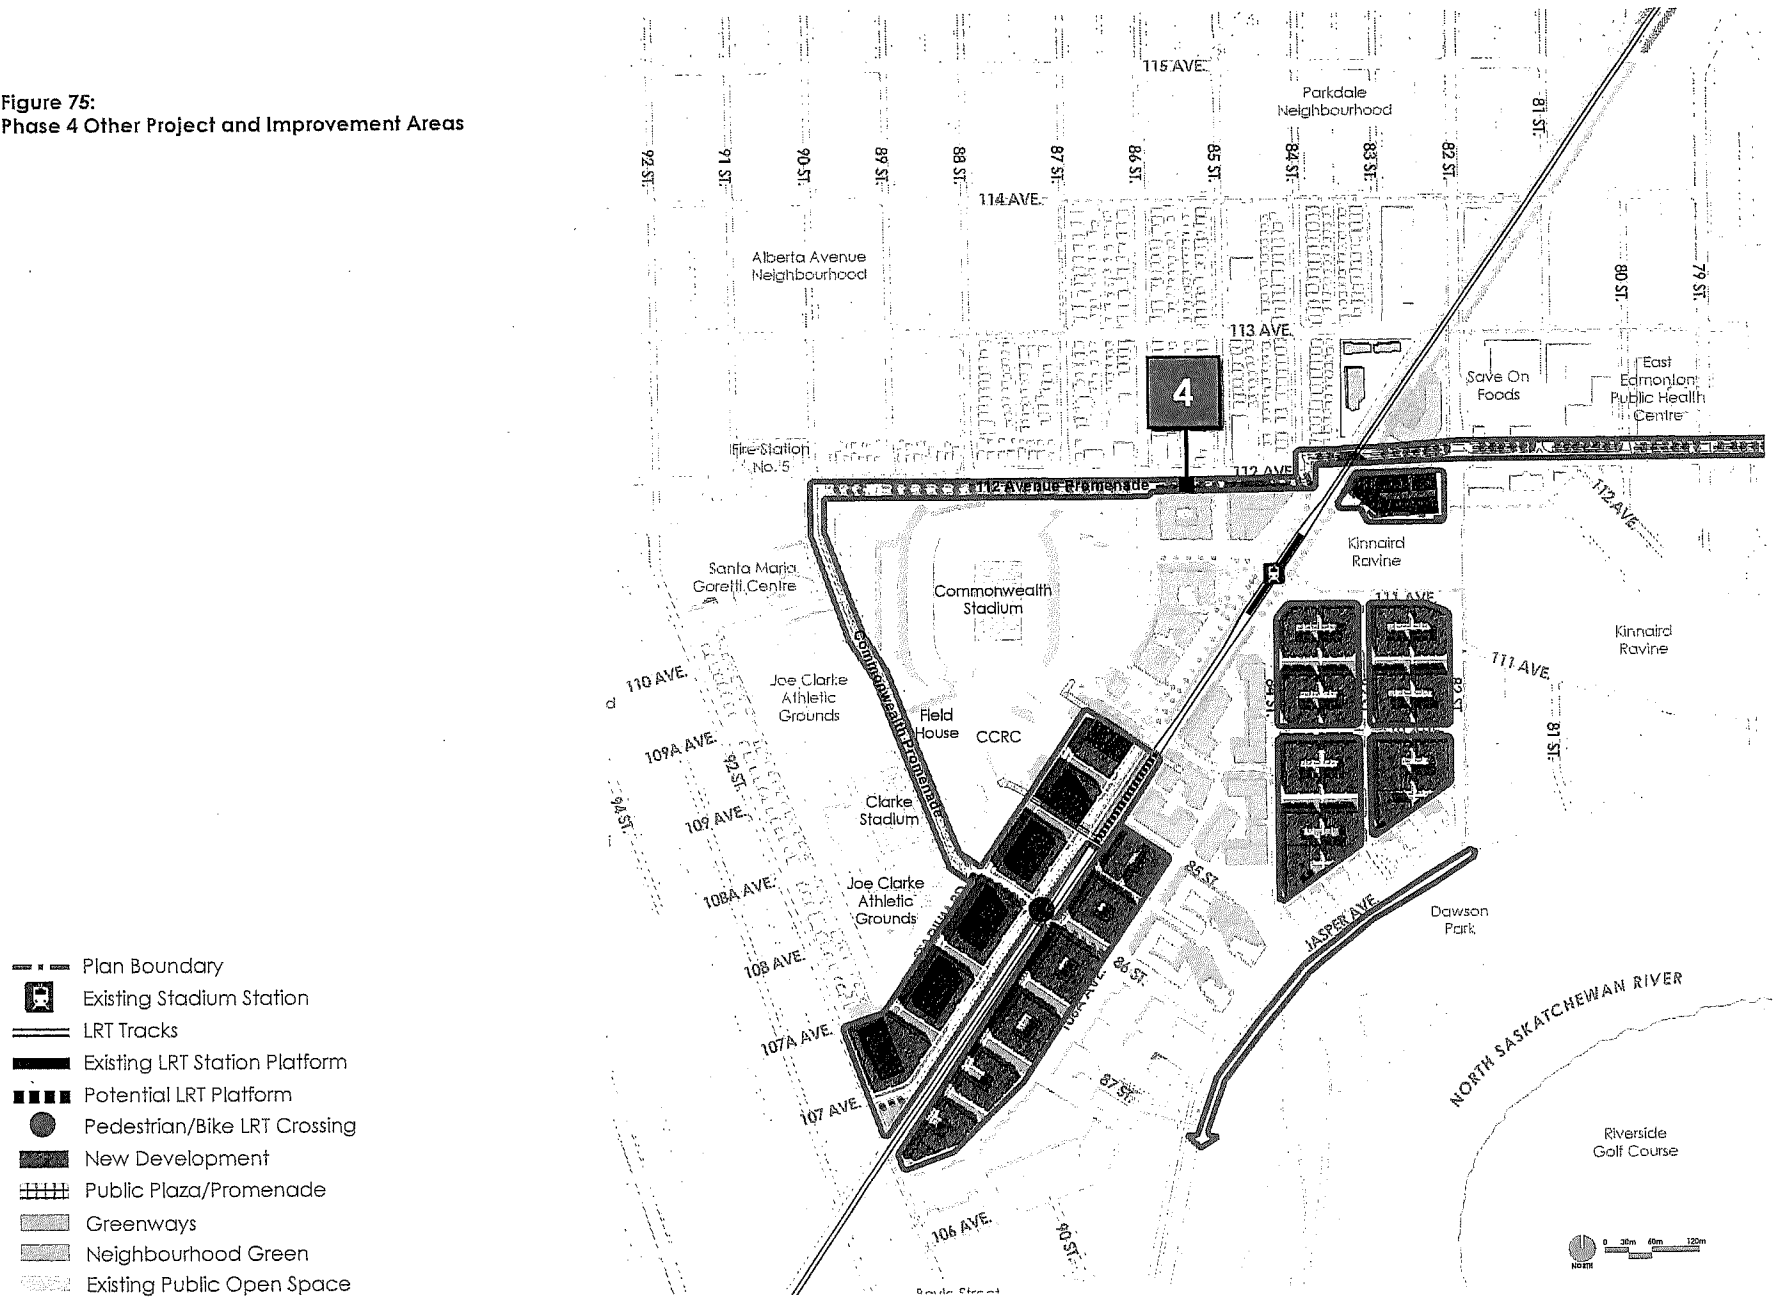 Figure 75:
Phase 4 Other Project and Improvement Areas
115 AVE.
Parkdale
Neighbourhood
81 ST.
92 ST.
91 ST.
90 ST.
89 ST.
88 ST.
87 ST.
86 ST.
85 ST.
84 ST.
83 ST.
82 ST.
114 AVE.
Alberta Avenue
Neighbourhood
80 ST.
79 ST.
113 AVE.
4
Save On
Foods
East
Edmonton
Public Health
Centre
Fire Station
No. 5
112 AVE.
112 Avenue Promenade
112 AVE.
Kinnaird
Ravine
Santa Maria
Goretti Centre
Commonwealth
Stadium
111 AVE.
Kinnaird
Ravine
111 AVE.
Commonwealth Promenade
110 AVE.
Joe Clarke
Athletic
Grounds
84 ST.
82 ST.
d
Field
House
CCRC
81 ST.
109A AVE.
92 ST.
94 ST.
109 AVE.
Clarke
Stadium
108A AVE.
Joe Clarke
Athletic
Grounds
85 ST.
JASPER AVE.
Dawson
Park
108 AVE.
86 ST.
NORTH SASKATCHEWAN RIVER
107A AVE.
87 ST.
107 AVE.
Riverside
Golf Course
106 AVE.
90 ST.
0 30m 60m 120m
NORTH
Plan Boundary
Existing Stadium Station
LRT Tracks
Existing LRT Station Platform
Potential LRT Platform
Pedestrian/Bike LRT Crossing
New Development
Public Plaza/Promenade
Greenways
Neighbourhood Green
Existing Public Open Space